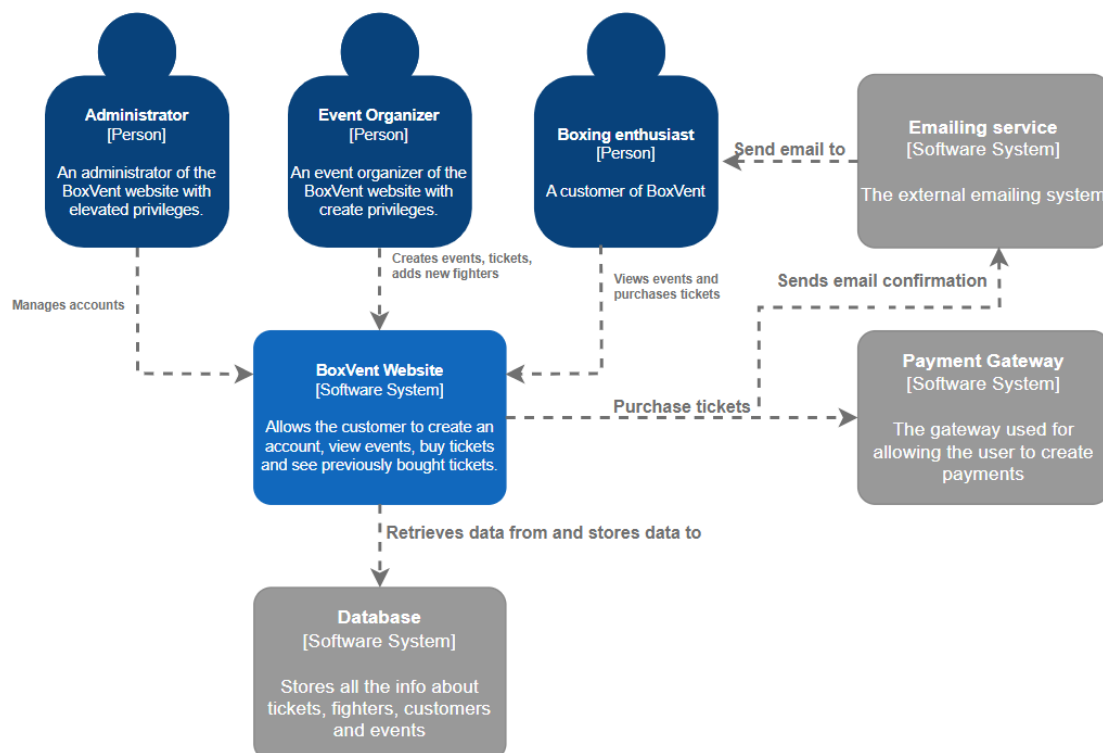 Administrator
[Person]
An administrator of the
BoxVent website with
elevated privileges.
Event Organizer
[Person]
An event organizer of the
BoxVent website with
create privileges.
Boxing enthusiast
[Person]
A customer of BoxVent
Send email to
Emailing service
[Software System]
The external emailing system
Manages accounts
Creates events, tickets,
adds new fighters
Views events and
purchases tickets
Sends email confirmation
BoxVent Website
[Software System]
Allows the customer to create an
account, view events, buy tickets
and see previously bought tickets.
Purchase tickets
Payment Gateway
[Software System]
The gateway used for
allowing the user to create
payments
Retrieves data from and stores data to
Database
[Software System]
Stores all the info about
tickets, fighters, customers
and events